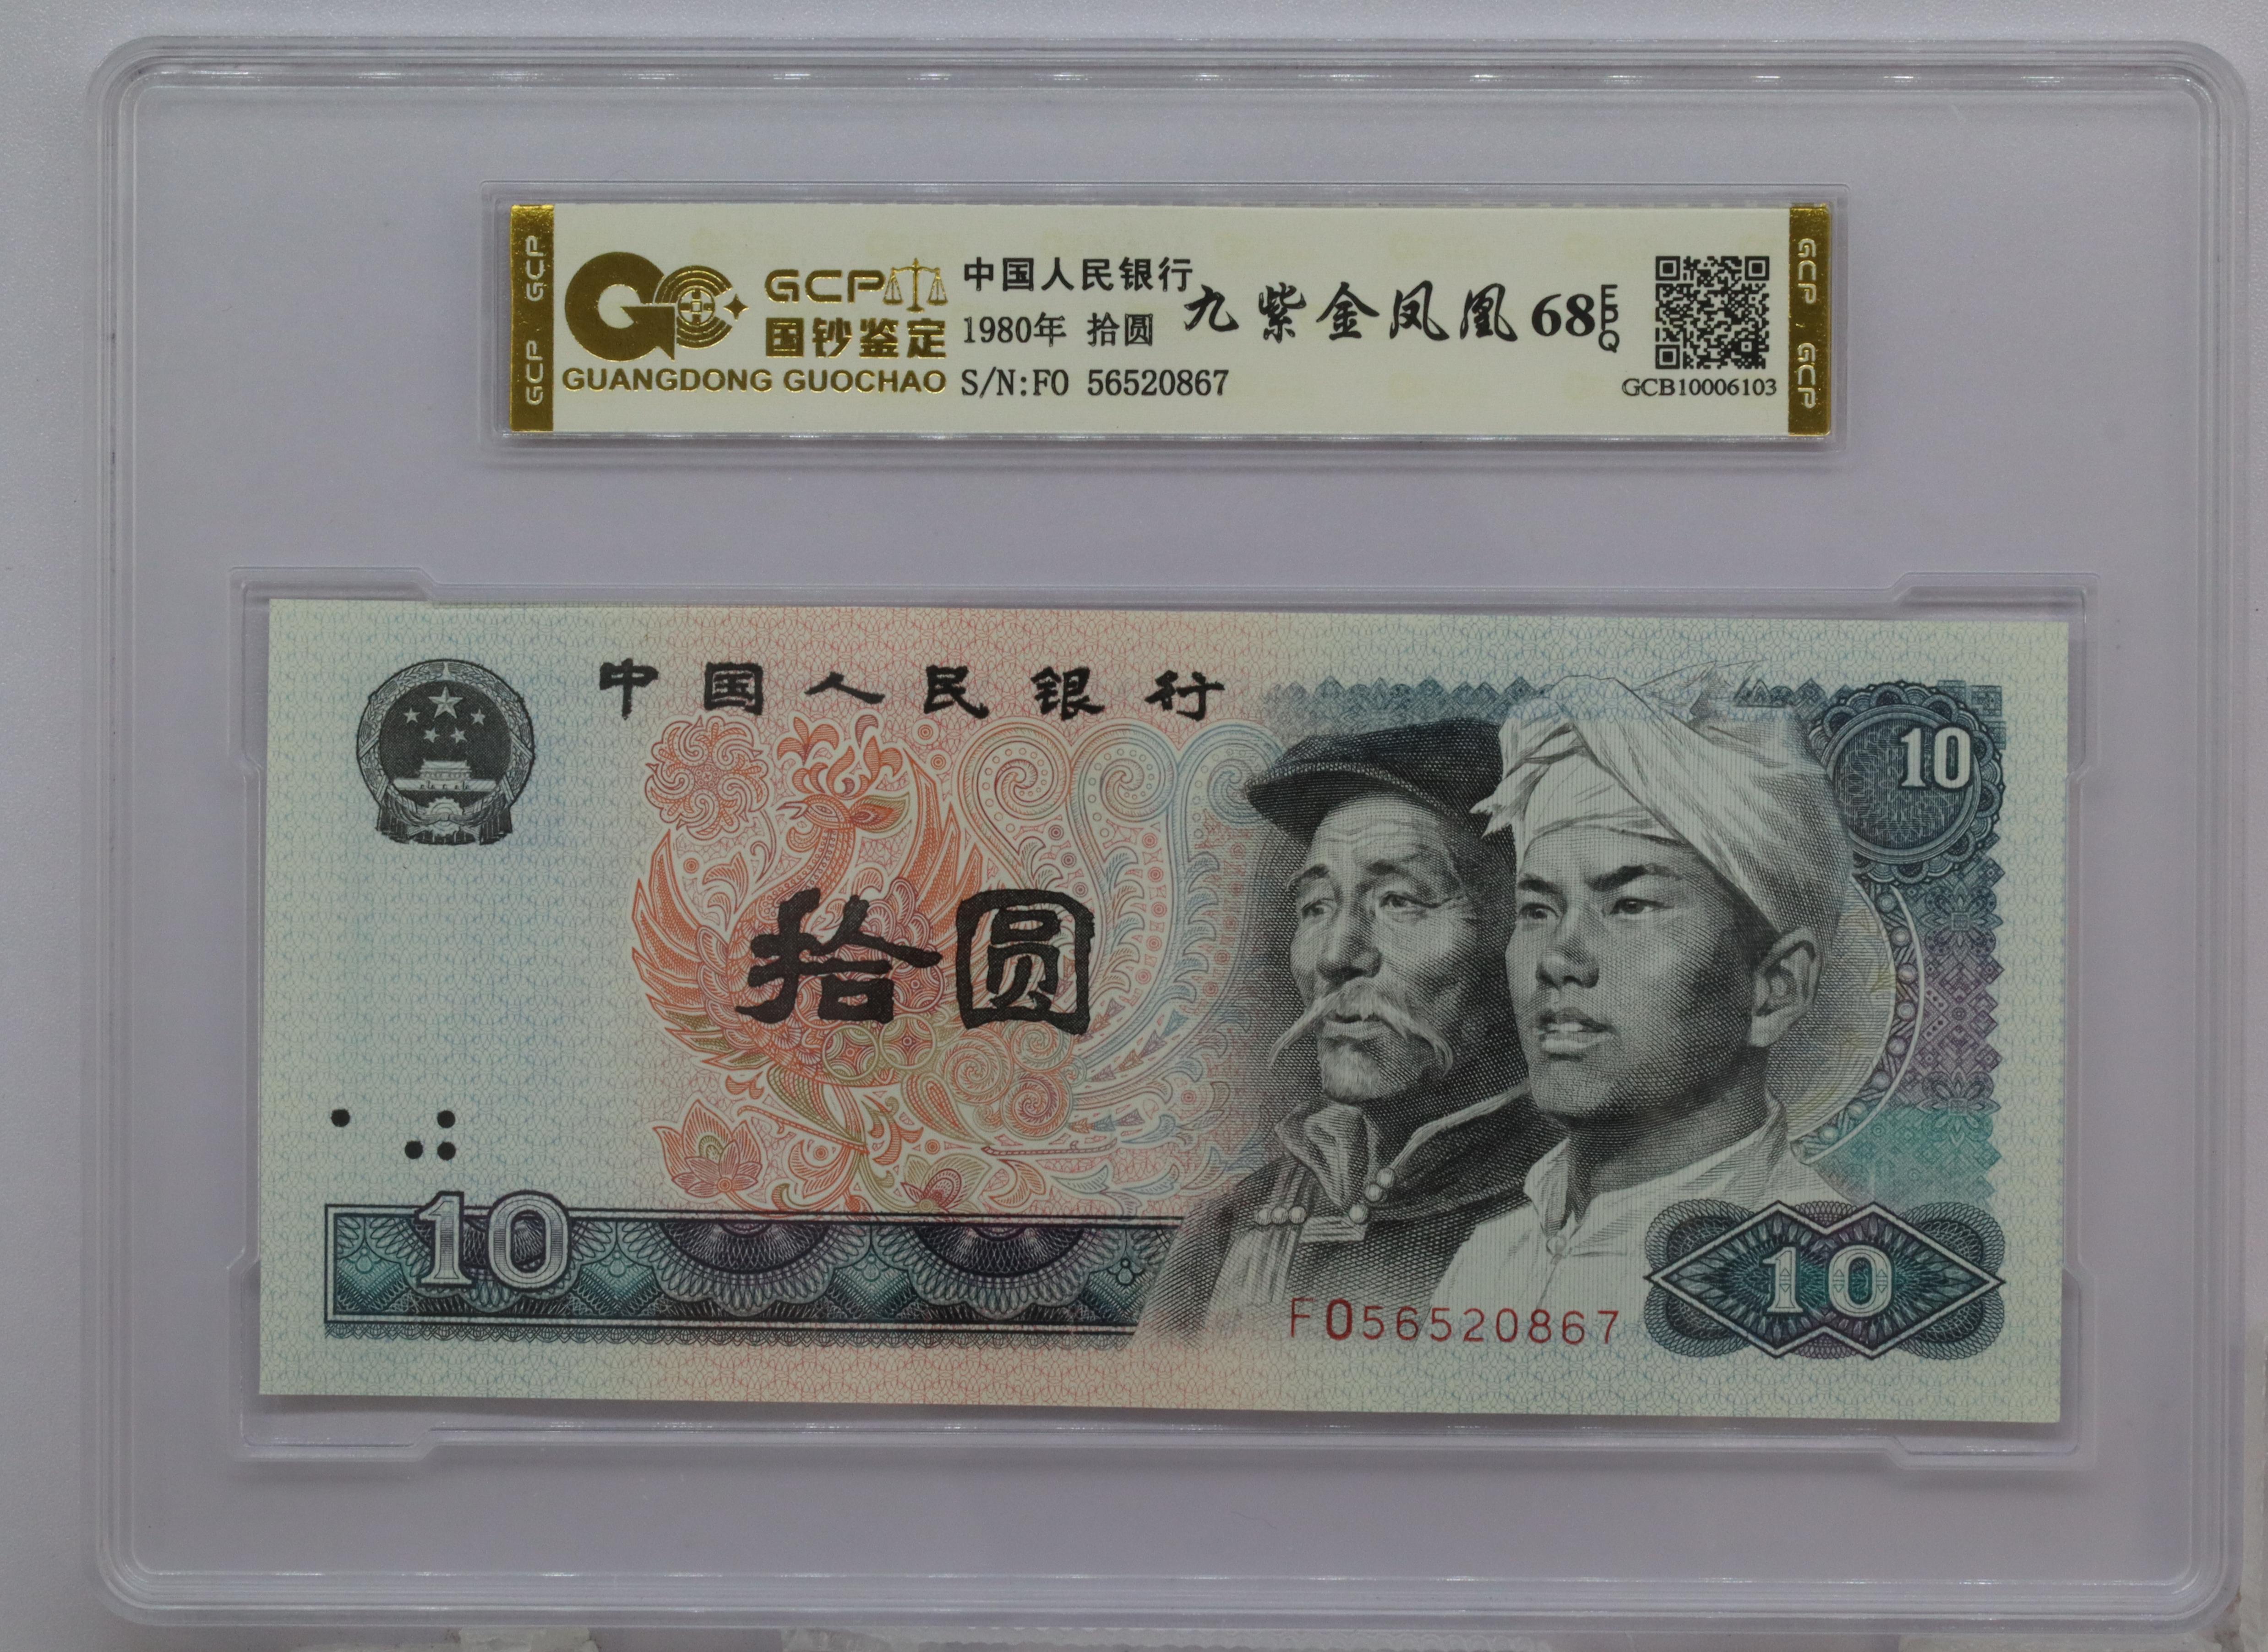 GCP GCP
GCP
国钞鉴定
GUANGDONG GUOCHAO
中国人民银行
1980年 拾圆
S/N:FO 56520867
九紫金凤凰 68 EPQ
GCB10006103
GCP GCP
中国人民银行
10
拾圆
10
FO56520867
10